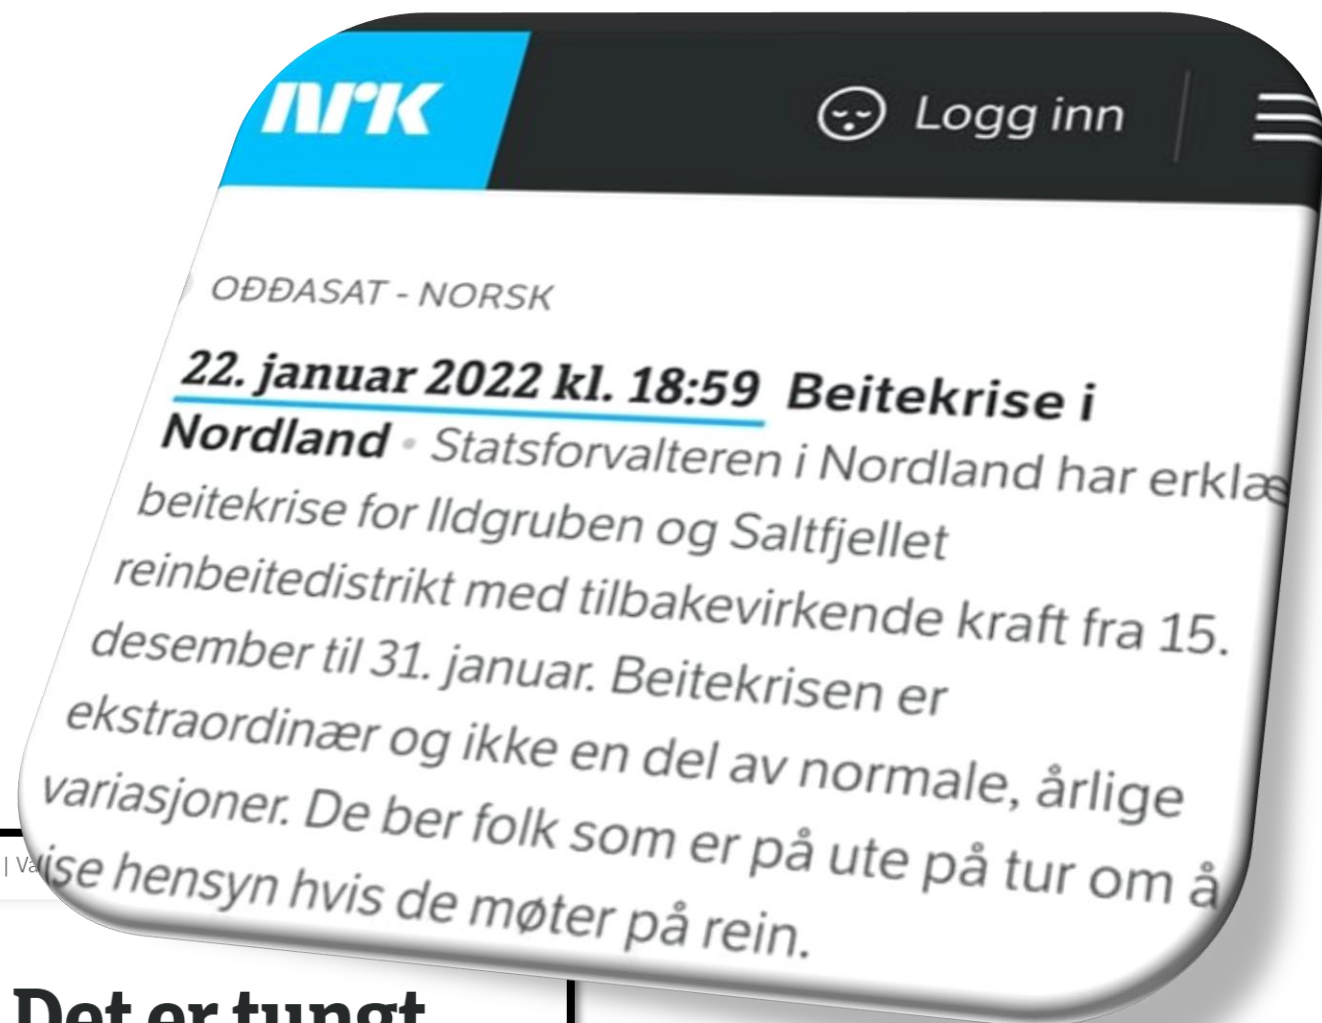 nrk
Logg inn
OĐĐASAT - NORSK
22. januar 2022 kl. 18:59 Beitekrise i
Nordland • Statsforvalteren i Nordland har erklæ
beitekrise for Ildgruben og Saltfjellet
reinbeitedistrikt med tilbakevirkende kraft fra 15.
desember til 31. januar. Beitekrisen er
ekstraordinær og ikke en del av normale, årlige
variasjoner. De ber folk som er på ute på tur om å
ise hensyn hvis de møter på rein.
| Va
Det er tungt